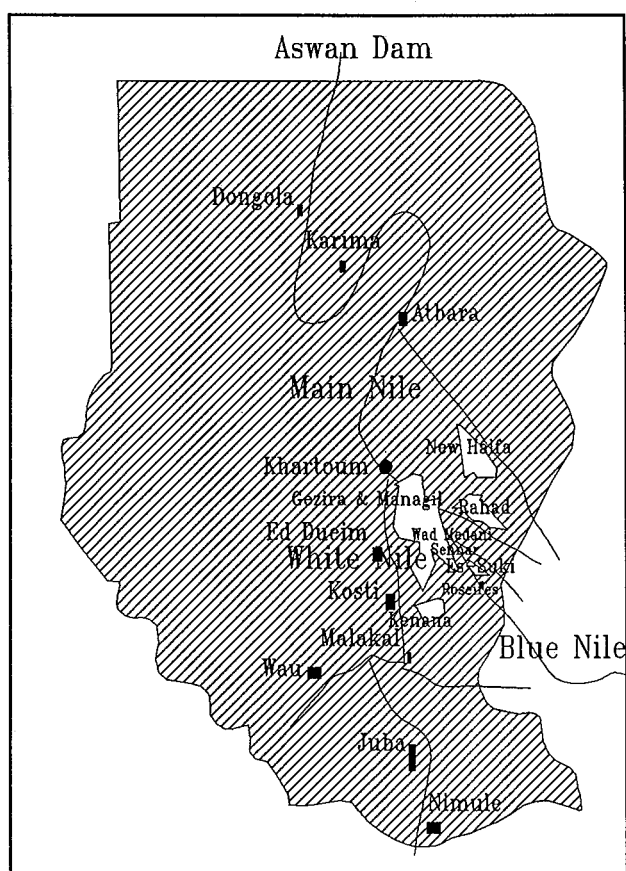 Aswan Dam
Dongola
Karima
Atbara
Main Nile
New Halfa
Khartoum
Gezira & Managil
Rahad
Wad Medani
Ed Dueim
Sennar
White Nile
Es Suki
Roseires
Kosti
Kenana
Malakal
Blue Nile
Wau
Juba
Nimule